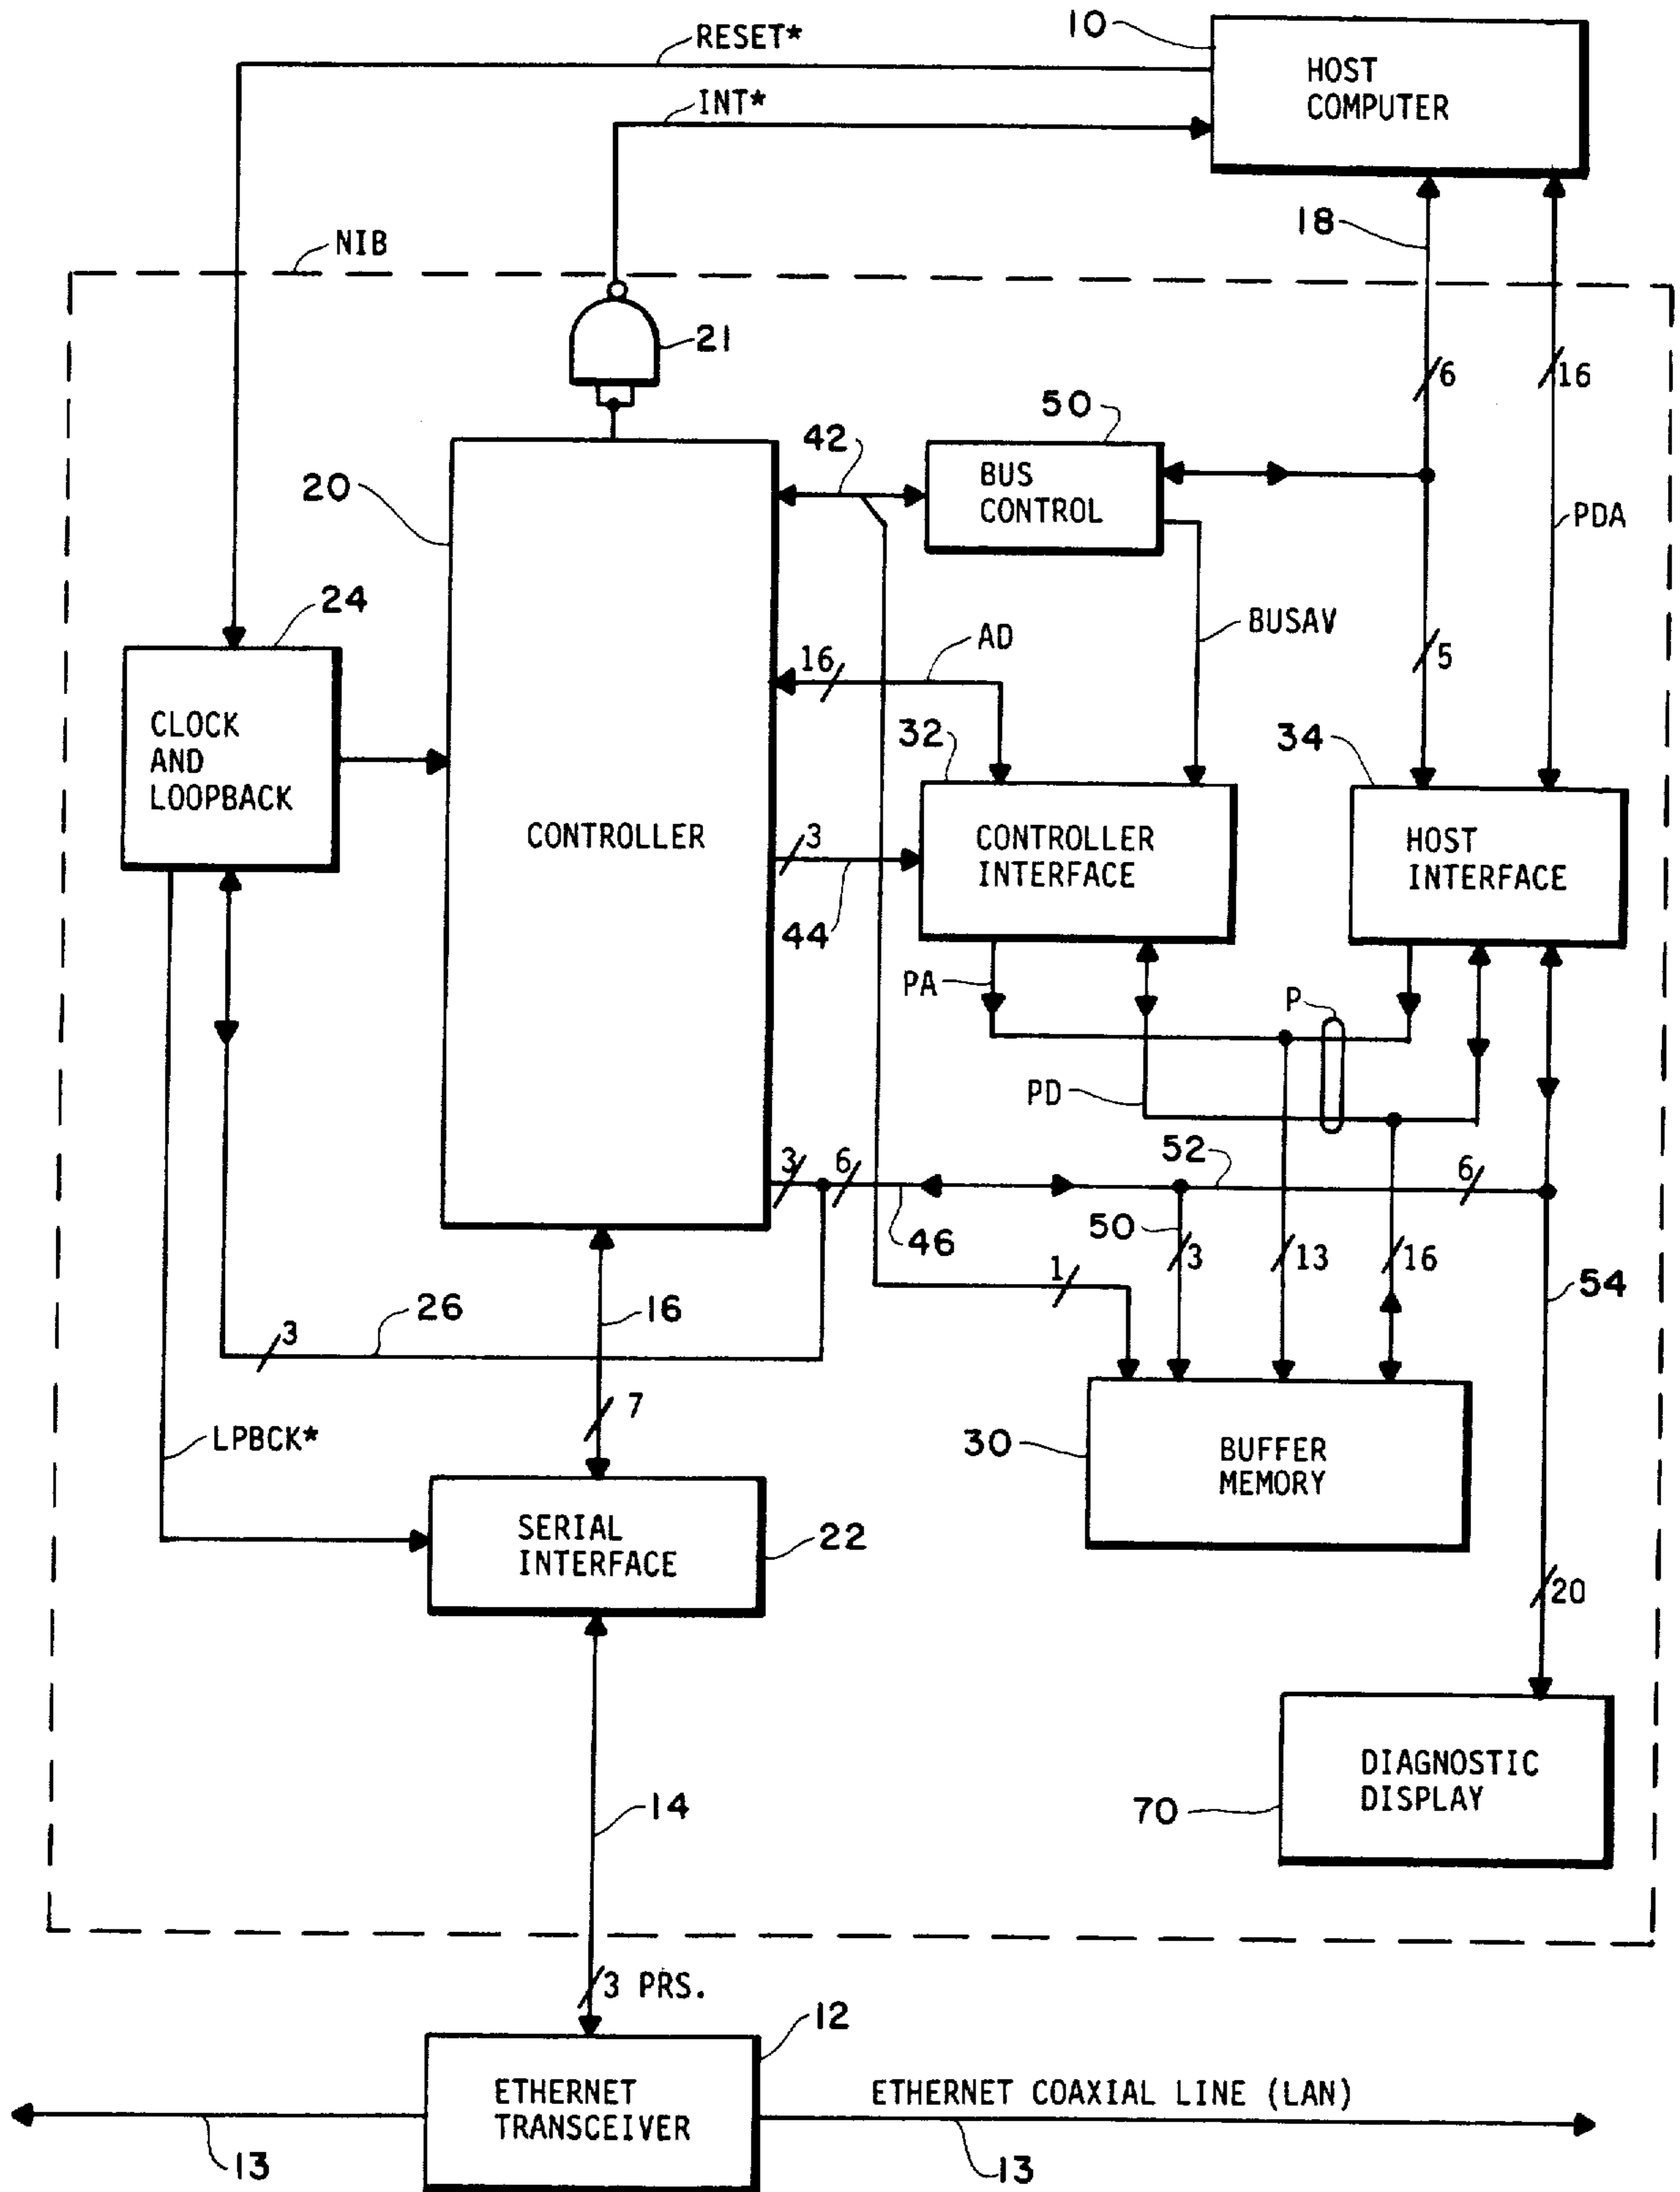 10
RESET*
HOST
COMPUTER
INT*
18
NIB
21
6
16
50
42
BUS
CONTROL
20
PDA
24
BUSAV
AD
5
16
CLOCK
AND
LOOPBACK
32
34
CONTROLLER
3
CONTROLLER
INTERFACE
HOST
INTERFACE
44
PA
P
PD
52
3
6
6
50
46
3
13
16
54
1
26
16
3
7
LPBCK*
30
BUFFER
MEMORY
SERIAL
INTERFACE
22
20
DIAGNOSTIC
DISPLAY
14
70
3 PRS.
12
ETHERNET
TRANSCEIVER
ETHERNET COAXIAL LINE (LAN)
13
13